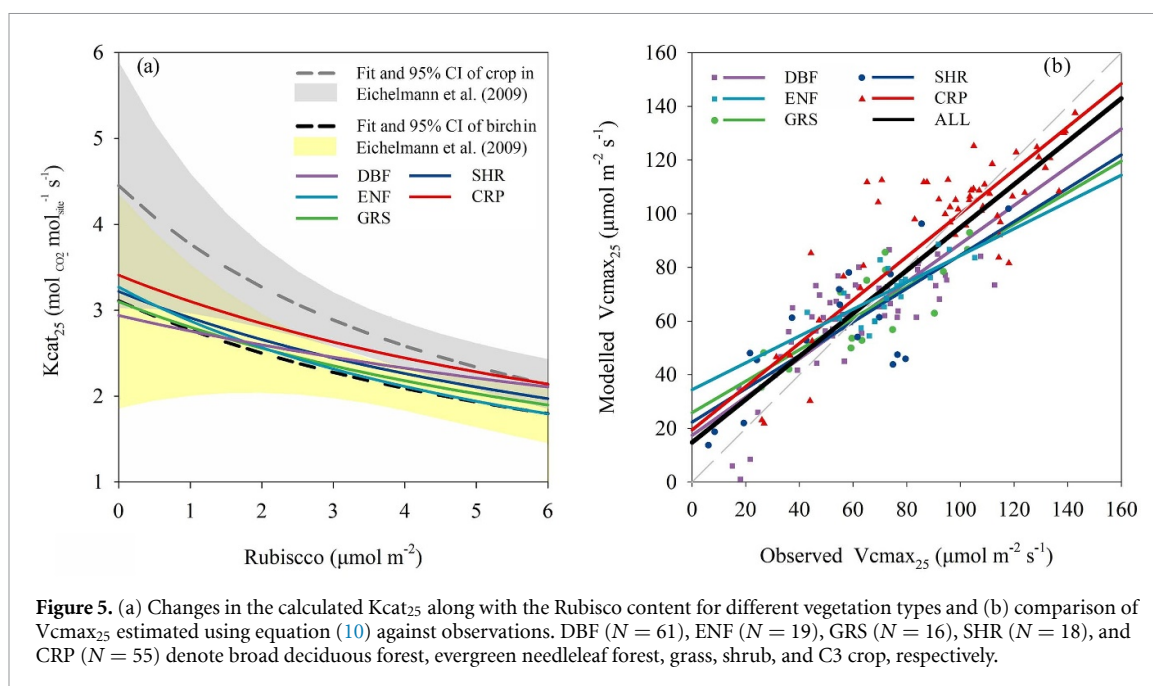 (a)
Fit and 95% CI of crop in
Eichelmann et al. (2009)
Fit and 95% CI of birch in
Eichelmann et al. (2009)
DBF
SHR
ENF
CRP
GRS
6
5
4
3
2
1
Kcat25 (mol CO2 mol site -1 s-1)
0 1 2 3 4 5 6
Rubiscco (μmol m-2)
(b)
DBF
SHR
ENF
CRP
GRS
ALL
160
140
120
100
80
60
40
20
0
Modelled Vcmax25 (μmol m-2 s-1)
0 20 40 60 80 100 120 140 160
Observed Vcmax25 (μmol m-2 s-1)
Figure 5. (a) Changes in the calculated Kcat25 along with the Rubisco content for different vegetation types and (b) comparison of
Vcmax25 estimated using equation (10) against observations. DBF (N = 61), ENF (N = 19), GRS (N = 16), SHR (N = 18), and
CRP (N = 55) denote broad deciduous forest, evergreen needleleaf forest, grass, shrub, and C3 crop, respectively.